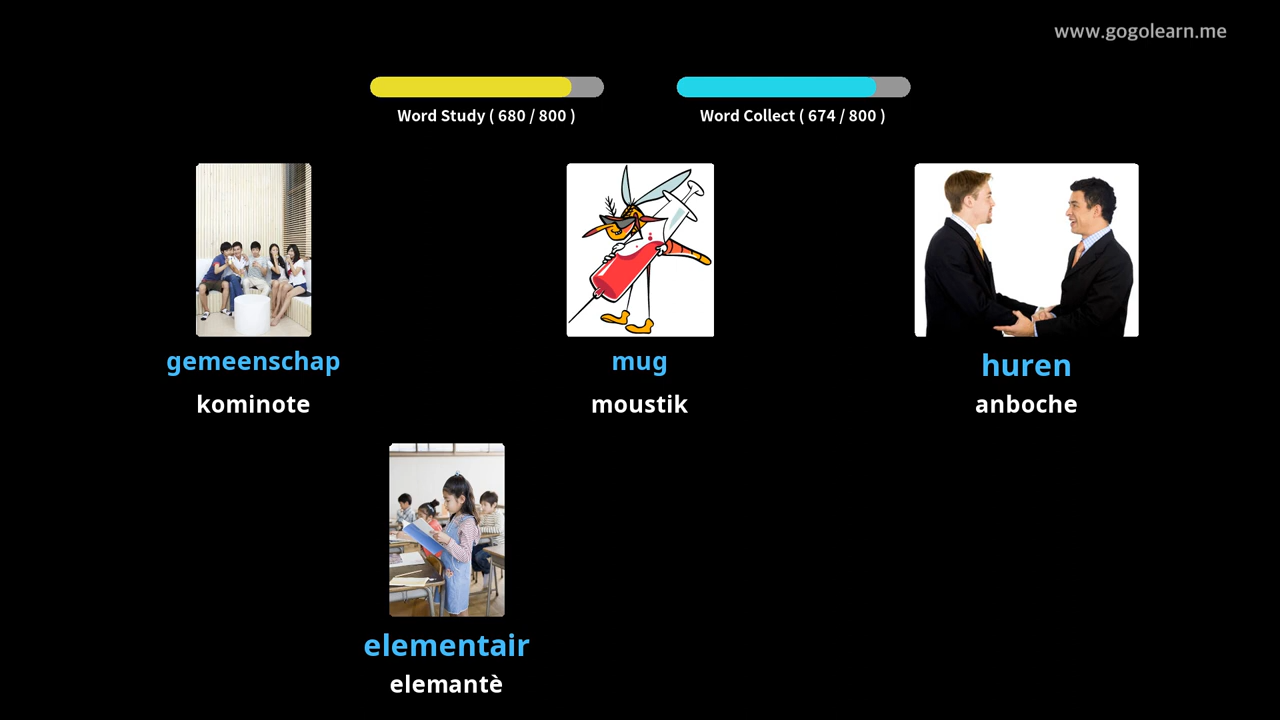 www.gogolearn.me
Word Study ( 680 / 800 )
Word Collect ( 674 / 800 )
gemeenschap
kominote
mug
moustik
huren
anboche
elementair
elemantè